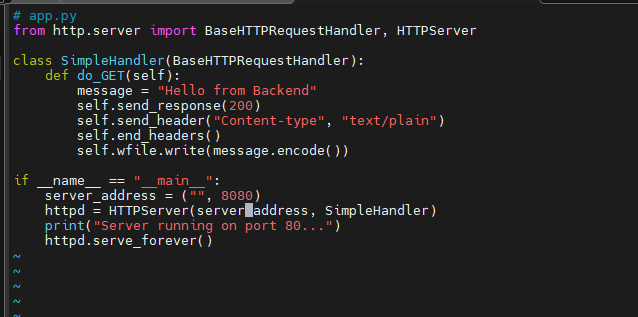 # app.py
from http.server import BaseHTTPRequestHandler, HTTPServer
class SimpleHandler(BaseHTTPRequestHandler):
    def do_GET(self):
        message = "Hello from Backend"
        self.send_response(200)
        self.send_header("Content-type", "text/plain")
        self.end_headers()
        self.wfile.write(message.encode())
if __name__ == "__main__":
    server_address = ("", 8080)
    httpd = HTTPServer(server_address, SimpleHandler)
    print("Server running on port 80...")
    httpd.serve_forever()
~
~
~
~
~